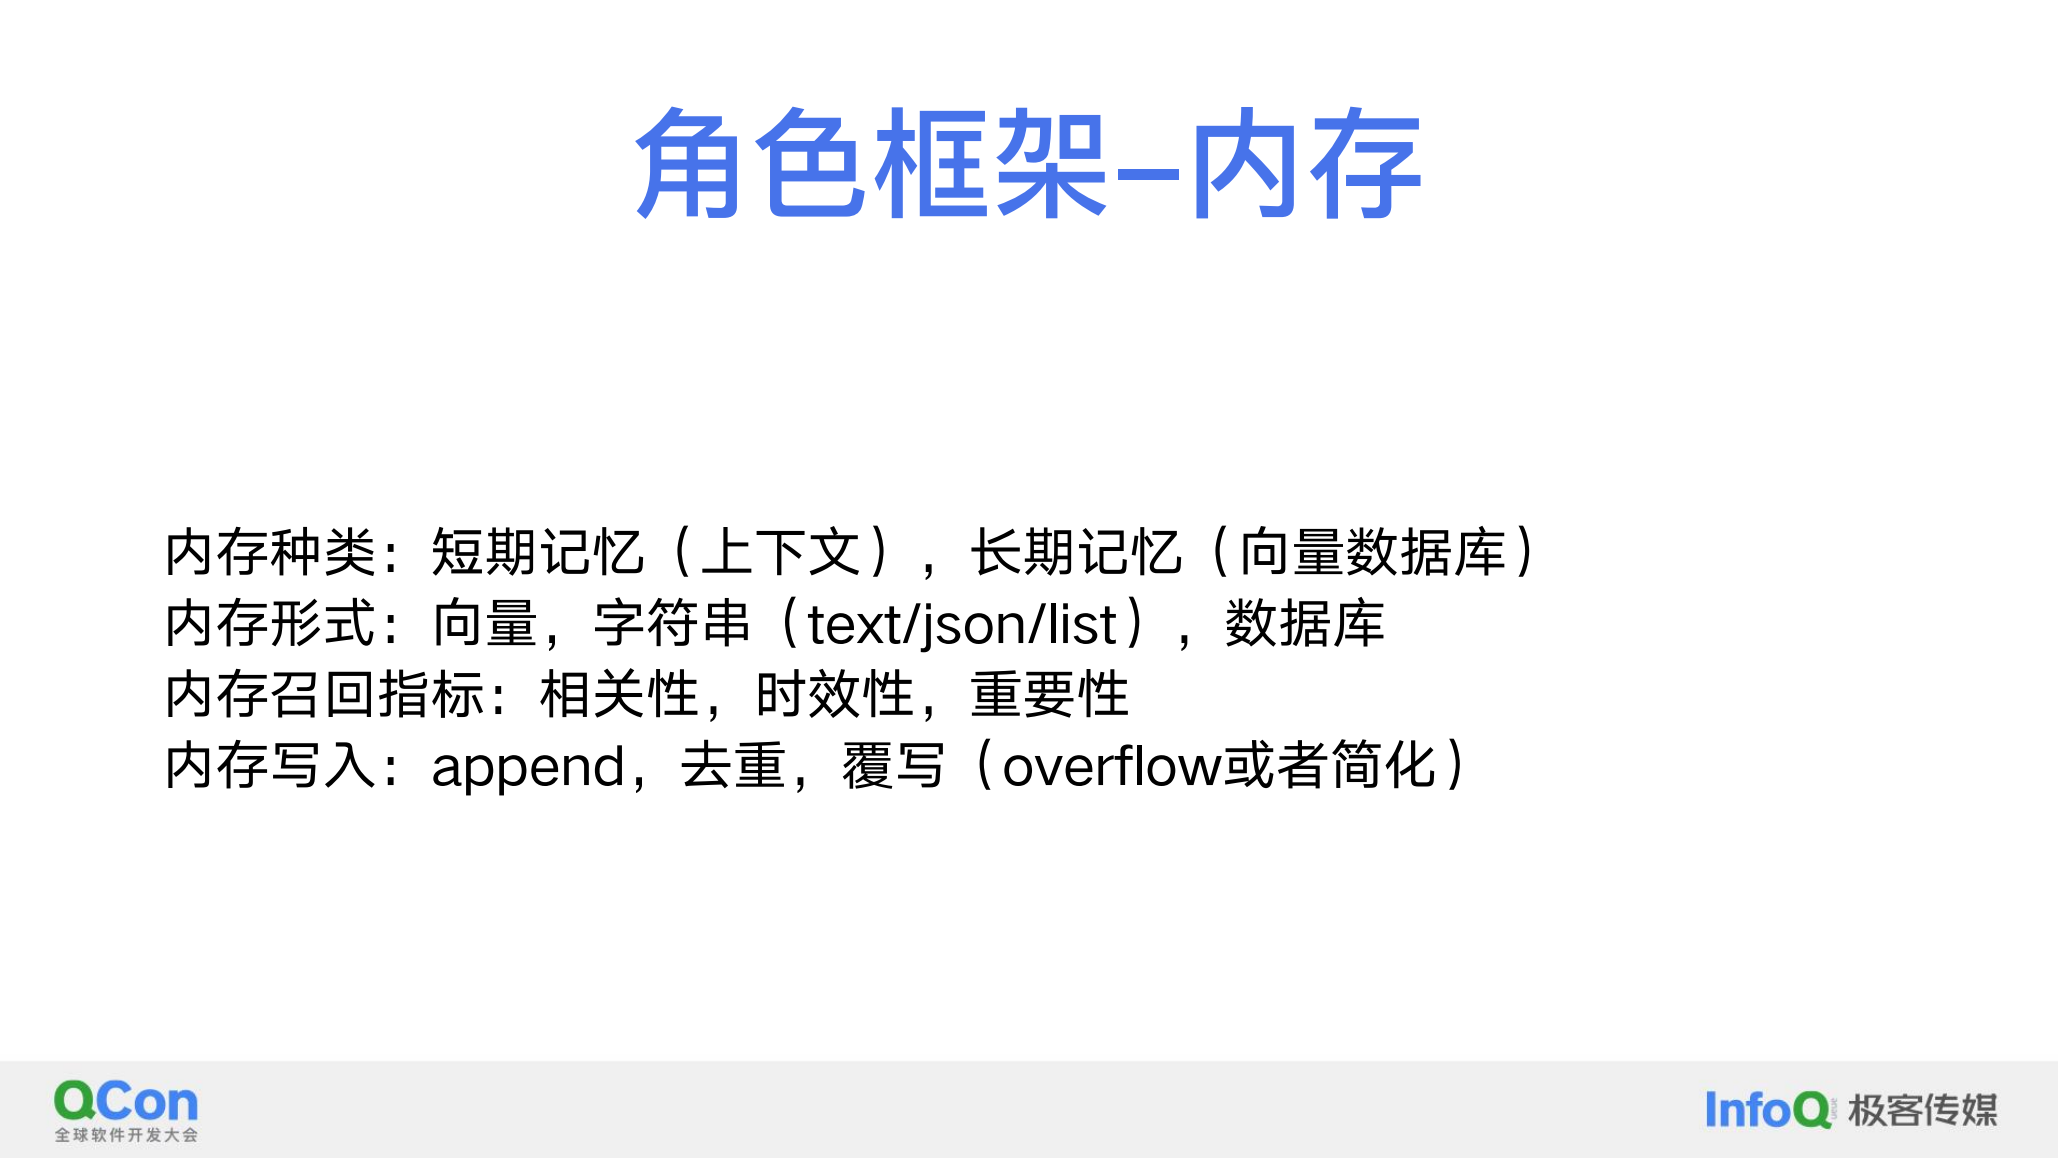 角色框架–内存
内存种类：短期记忆（上下文），长期记忆（向量数据库）
内存形式：向量，字符串（text/json/list），数据库
内存召回指标：相关性，时效性，重要性
内存写入：append，去重，覆写（overflow或者简化）
QCon
全球软件开发大会
InfoQ 极客传媒